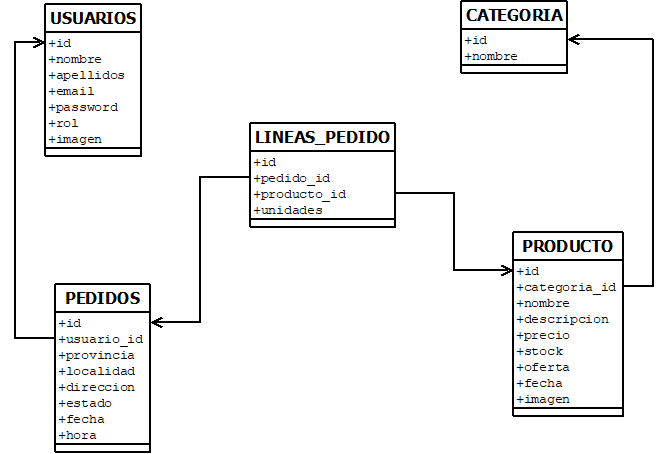 USUARIOS
+id
+nombre
+apellidos
+email
+password
+rol
+imagen
CATEGORIA
+id
+nombre
LINEAS_PEDIDO
+id
+pedido_id
+producto_id
+unidades
PEDIDOS
+id
+usuario_id
+provincia
+localidad
+direccion
+estado
+fecha
+hora
PRODUCTO
+id
+categoria_id
+nombre
+descripcion
+precio
+stock
+oferta
+fecha
+imagen